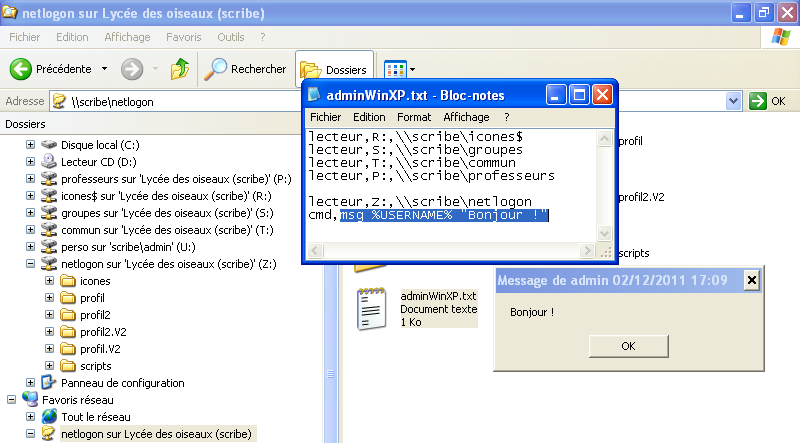 netlogon sur Lycée des oiseaux (scribe)
Fichier Edition Affichage Favoris Outils ?
Précédente Rechercher Dossiers
Adresse \\scribe\netlogon OK
Dossiers
Disque local (C:)
Lecteur CD (D:)
professeurs sur 'Lycée des oiseaux (scribe)' (P:)
icones$ sur 'Lycée des oiseaux (scribe)' (R:)
groupes sur 'Lycée des oiseaux (scribe)' (S:)
commun sur 'Lycée des oiseaux (scribe)' (T:)
perso sur 'scribe\admin' (U:)
netlogon sur 'Lycée des oiseaux (scribe)' (Z:)
icones
profil
profil2
profil2.V2
profil.V2
scripts
Panneau de configuration
Favoris réseau
Tout le réseau
netlogon sur Lycée des oiseaux (scribe)
adminWinXP.txt - Bloc-notes
Fichier Edition Format Affichage ?
lecteur,R:,\\scribe\icones$
lecteur,S:,\\scribe\groupes
lecteur,T:,\\scribe\commun
lecteur,P:,\\scribe\professeurs
lecteur,Z:,\\scribe\netlogon
cmd,msg %USERNAME% "Bonjour !"
profil
profil2.V2
scripts
adminWinXP.txt
Document texte
1 Ko
Message de admin 02/12/2011 17:09
Bonjour !
OK